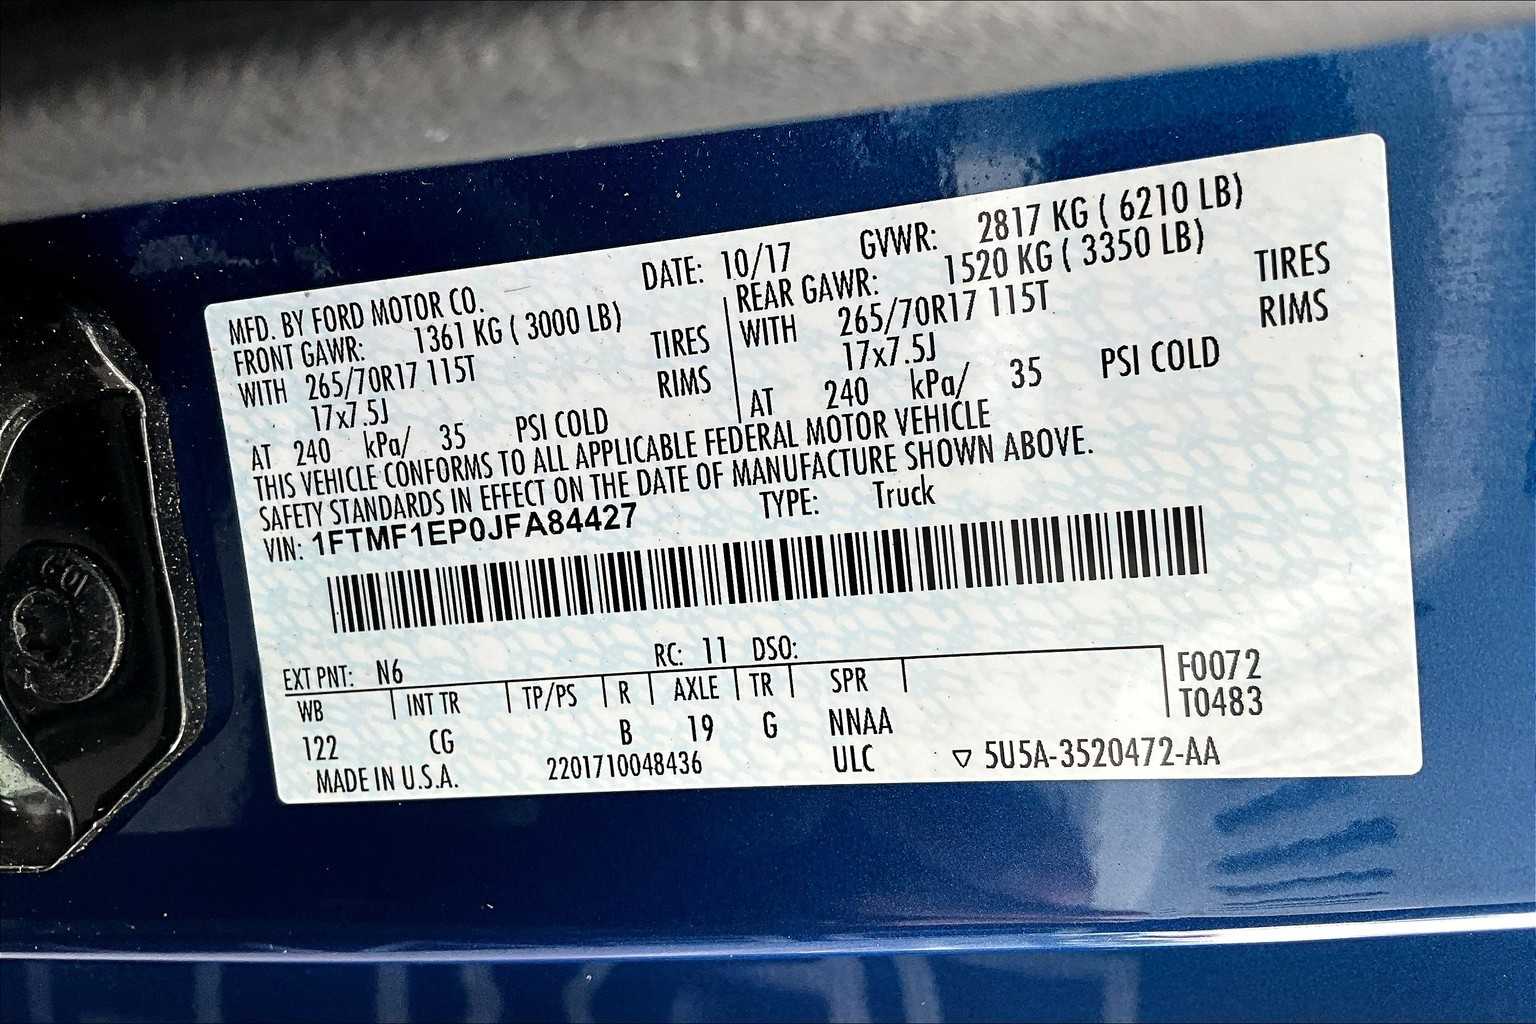 MFD. BY FORD MOTOR CO. DATE: 10/17 GVWR: 2817 KG ( 6210 LB)
FRONT GAWR: 1361 KG ( 3000 LB)
WITH 265/70R17 115T TIRES
17x7.5J RIMS
AT 240 kPa/ 35 PSI COLD
REAR GAWR: 1520 KG ( 3350 LB)
WITH 265/70R17 115T TIRES
17x7.5J RIMS
AT 240 kPa/ 35 PSI COLD
THIS VEHICLE CONFORMS TO ALL APPLICABLE FEDERAL MOTOR VEHICLE
SAFETY STANDARDS IN EFFECT ON THE DATE OF MANUFACTURE SHOWN ABOVE.
VIN: 1FTMF1EP0JFA84427 TYPE: Truck
EXT PNT: N6 RC: 11 DSO:
WB INT TR TP/PS R AXLE TR SPR F0072
122 CG B 19 G NNAA T0483
MADE IN U.S.A. 2201710048436 ULC ▽ 5U5A-3520472-AA